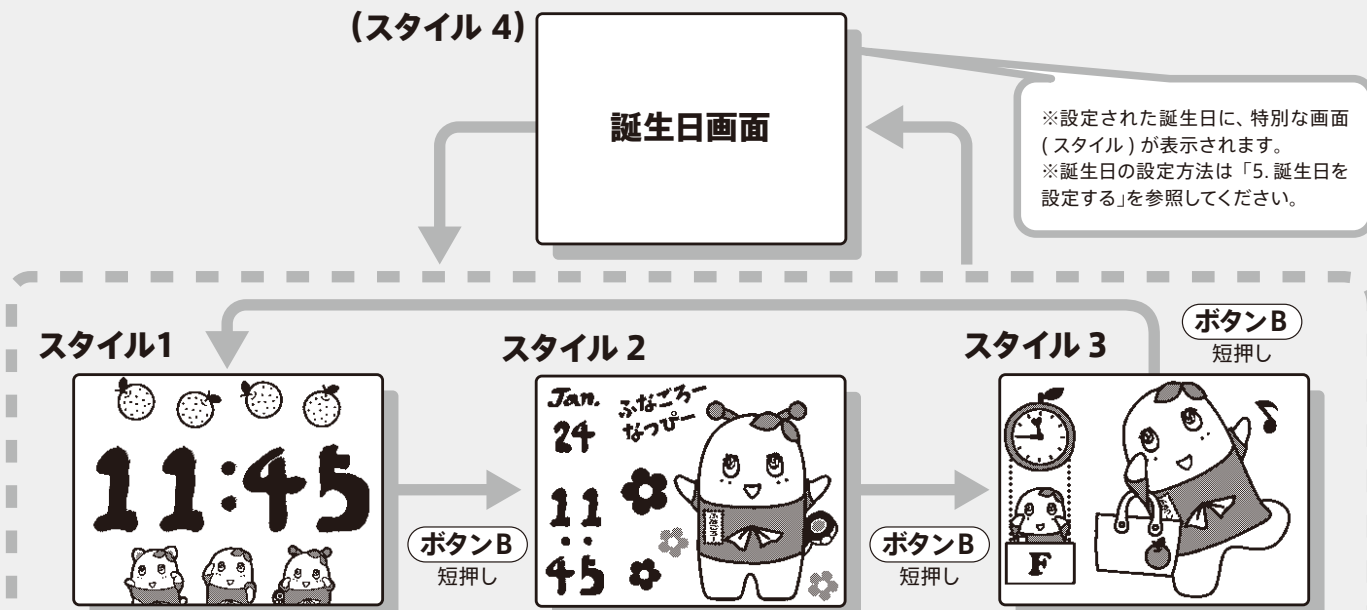 (スタイル 4)
誕生日画面
※設定された誕生日に、特別な画面
( スタイル ) が表示されます。
※誕生日の設定方法は「5. 誕生日を
設定する」を参照してください。
スタイル1
スタイル 2
スタイル 3
ボタンB
短押し
11:45
Jan.
24
ふなごろー
なっぴー
11
:
45
ふなごろー
F
ボタンB
短押し
ボタンB
短押し